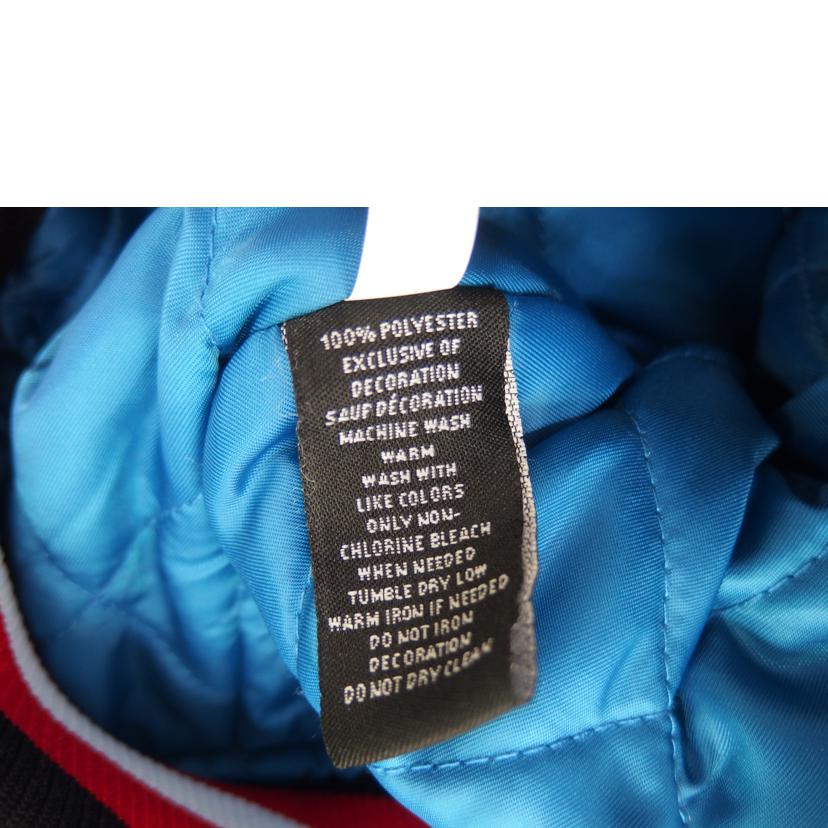 100% POLYESTER
EXCLUSIVE OF
DECORATION
SAUF DÉCORATION
MACHINE WASH
WARM
WASH WITH
LIKE COLORS
ONLY NON-
CHLORINE BLEACH
WHEN NEEDED
TUMBLE DRY LOW
WARM IRON IF NEEDED
DO NOT IRON
DECORATION
DO NOT DRY CLEAN